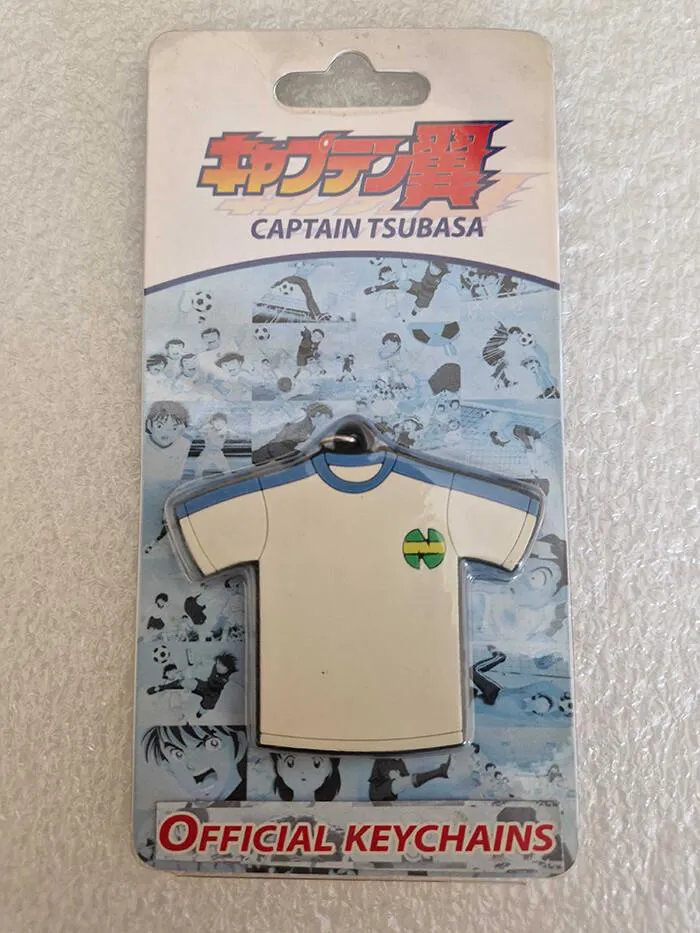 キャプテン翼
CAPTAIN TSUBASA
N
OFFICIAL KEYCHAINS